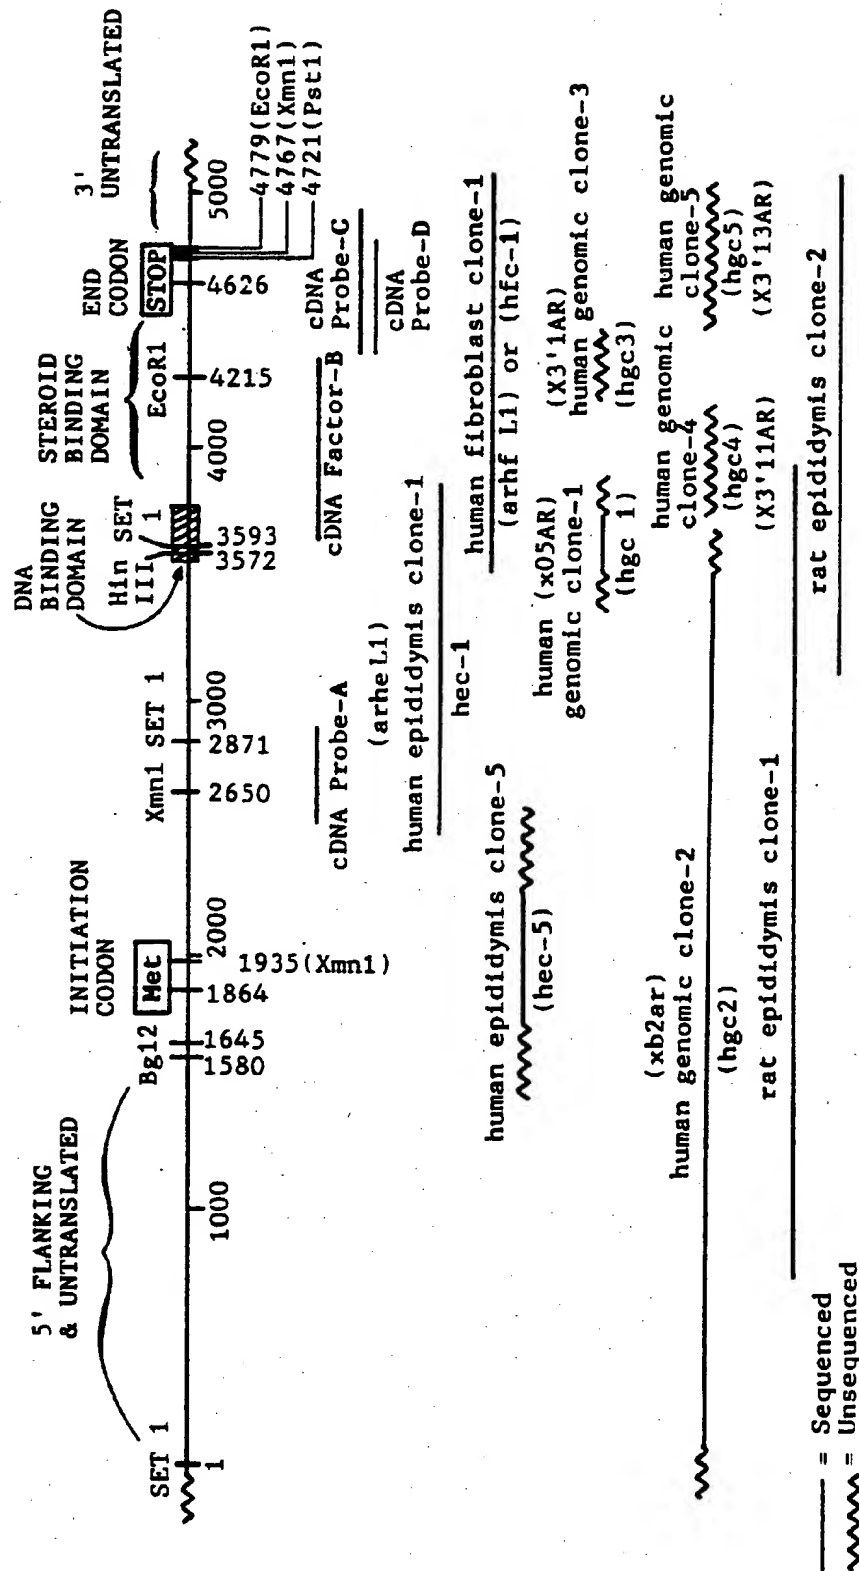 5' FLANKING
& UNTRANSLATED
INITIATION
CODON
DNA
BINDING
DOMAIN
STEROID
BINDING
DOMAIN
END
CODON
3'
UNTRANSLATED
SET 1
Bg12
Met
Xmn1 SET 1
Hin SET
III 1
EcoR1
STOP
1
1000
1580
1645
1864
1935(Xmn1)
2000
2650
2871
3000
3572
3593
4000
4215
4626
5000
4779(EcoR1)
4767(Xmn1)
4721(Pst1)
cDNA Probe-A
cDNA Factor-B
cDNA
Probe-C
cDNA
Probe-D
(arheL1)
human epididymis clone-1
hec-1
human fibroblast clone-1
(arhf L1) or (hfc-1)
human epididymis clone-5
(hec-5)
human (x05AR)
genomic clone-1
(hgc 1)
(X3'1AR)
human genomic clone-3
(hgc3)
(xb2ar)
human genomic clone-2
(hgc2)
human genomic
clone-4
(hgc4)
(X3'11AR)
human genomic
clone-5
(hgc5)
(X3'13AR)
rat epididymis clone-1
rat epididymis clone-2
= Sequenced
= Unsequenced